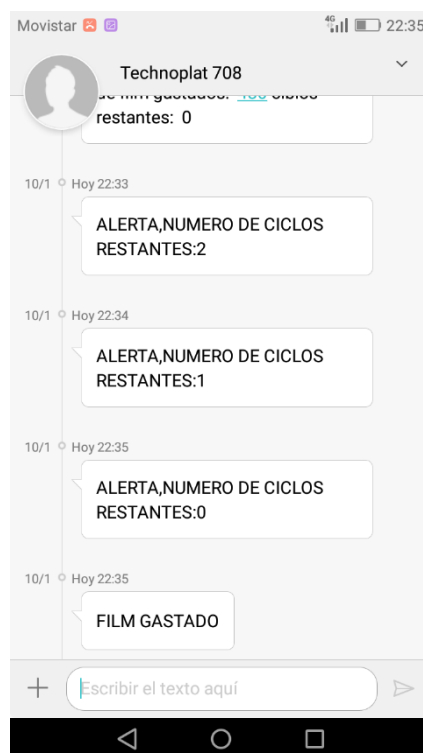 Movistar 4G 22:35
Technoplat 708
restantes: 0
10/1 Hoy 22:33
ALERTA,NUMERO DE CICLOS
RESTANTES:2
10/1 Hoy 22:34
ALERTA,NUMERO DE CICLOS
RESTANTES:1
10/1 Hoy 22:35
ALERTA,NUMERO DE CICLOS
RESTANTES:0
10/1 Hoy 22:35
FILM GASTADO
Escribir el texto aquí